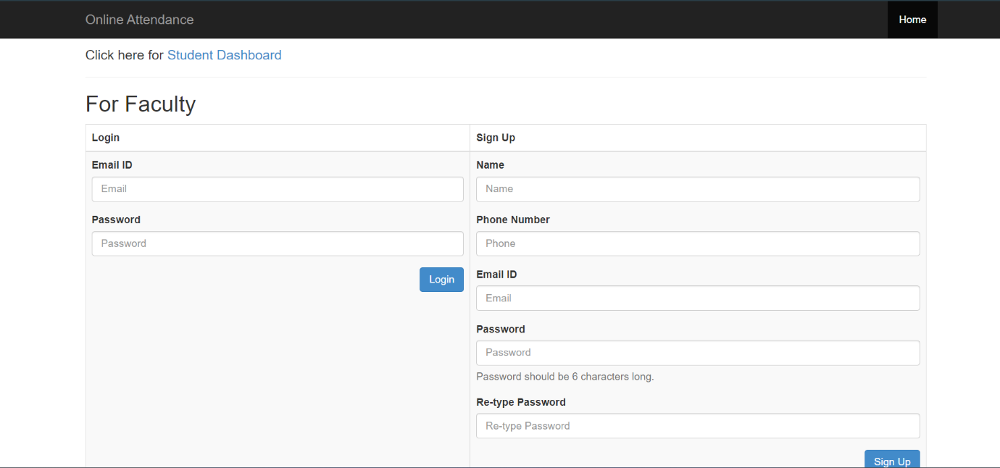 Online Attendance
Home
Click here for Student Dashboard
For Faculty
Login
Email ID
Email
Password
Password
Login
Sign Up
Name
Name
Phone Number
Phone
Email ID
Email
Password
Password
Password should be 6 characters long.
Re-type Password
Re-type Password
Sign Up